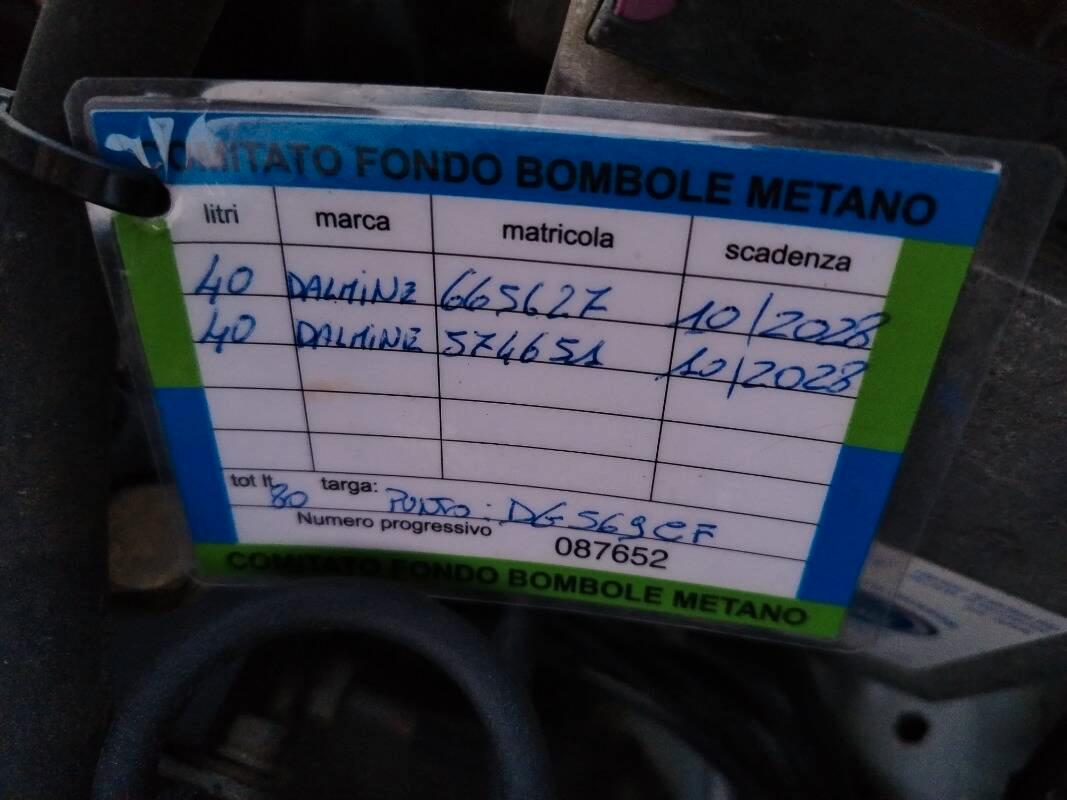 COMITATO FONDO BOMBOLE METANO
litri marca matricola scadenza
40 DALMINE 665627 10/2028
40 DALMINE 574651 10/2028
tot lt. 80 targa: PUNTO: DG569CF
Numero progressivo 087652
COMITATO FONDO BOMBOLE METANO